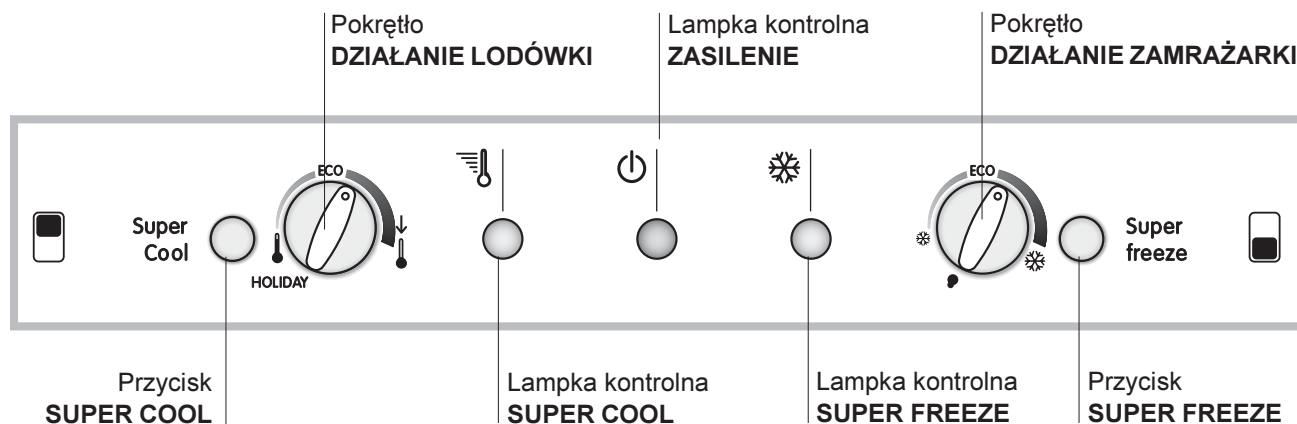 Pokrętło
DZIAŁANIE LODÓWKI
Lampka kontrolna
ZASILENIE
Pokrętło
DZIAŁANIE ZAMRAŻARKI
Super
Cool
ECO
HOLIDAY
ECO
Super
freeze
Przycisk
SUPER COOL
Lampka kontrolna
SUPER COOL
Lampka kontrolna
SUPER FREEZE
Przycisk
SUPER FREEZE